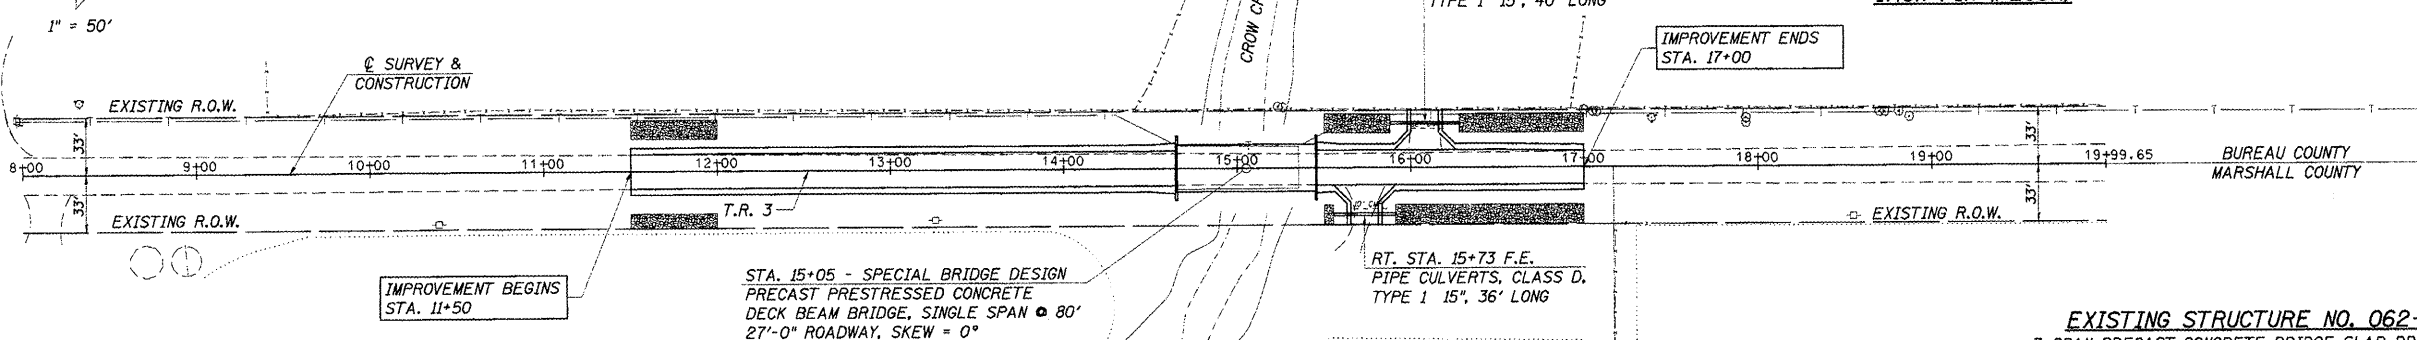 1" = 50'
℄ SURVEY &
CONSTRUCTION
EXISTING R.O.W.
CROW
TYPE 1 15", 40' LONG
IMPROVEMENT ENDS
STA. 17+00
33'
33'
8+00
9+00
10+00
11+00
12+00
13+00
14+00
15+00
16+00
17+00
18+00
19+00
19+99.65
33'
33'
BUREAU COUNTY
MARSHALL COUNTY
T.R. 3
EXISTING R.O.W.
EXISTING R.O.W.
IMPROVEMENT BEGINS
STA. 11+50
STA. 15+05 - SPECIAL BRIDGE DESIGN
PRECAST PRESTRESSED CONCRETE
DECK BEAM BRIDGE, SINGLE SPAN @ 80'
27'-0" ROADWAY, SKEW = 0°
RT. STA. 15+73 F.E.
PIPE CULVERTS, CLASS D,
TYPE 1 15", 36' LONG
EXISTING STRUCTURE NO. 062-
SPAN PRECAST CONCRETE BRIDGE SLAB